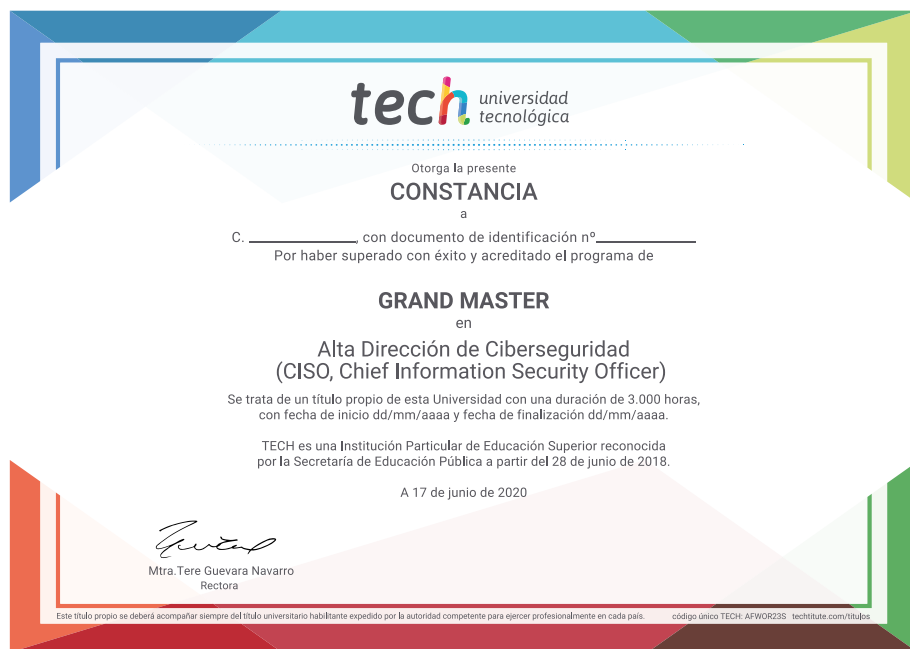 tech universidad
tecnológica
Otorga la presente
CONSTANCIA
a
C. ____________, con documento de identificación nº____________
Por haber superado con éxito y acreditado el programa de
GRAND MASTER
en
Alta Dirección de Ciberseguridad
(CISO, Chief Information Security Officer)
Se trata de un título propio de esta Universidad con una duración de 3.000 horas,
con fecha de inicio dd/mm/aaaa y fecha de finalización dd/mm/aaaa.
TECH es una Institución Particular de Educación Superior reconocida
por la Secretaría de Educación Pública a partir del 28 de junio de 2018.
A 17 de junio de 2020
Mtra.Tere Guevara Navarro
Rectora
Este título propio se deberá acompañar siempre del título universitario habilitante expedido por la autoridad competente para ejercer profesionalmente en cada país. código único TECH: AFWOR23S techtitute.com/titulos